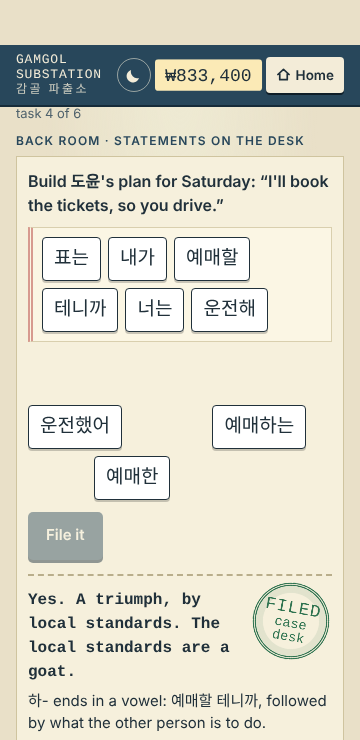 GAMGOL
SUBSTATION
감골 파출소
₩833,400
Home
task 4 of 6
BACK ROOM · STATEMENTS ON THE DESK
Build 도윤's plan for Saturday: “I'll book
the tickets, so you drive.”
표는 내가 예매할
테니까 너는 운전해
운전했어 예매하는
예매한
File it
Yes. A triumph, by
local standards. The
local standards are a
goat.
FILED
case
desk
하- ends in a vowel: 예매할 테니까, followed
by what the other person is to do.